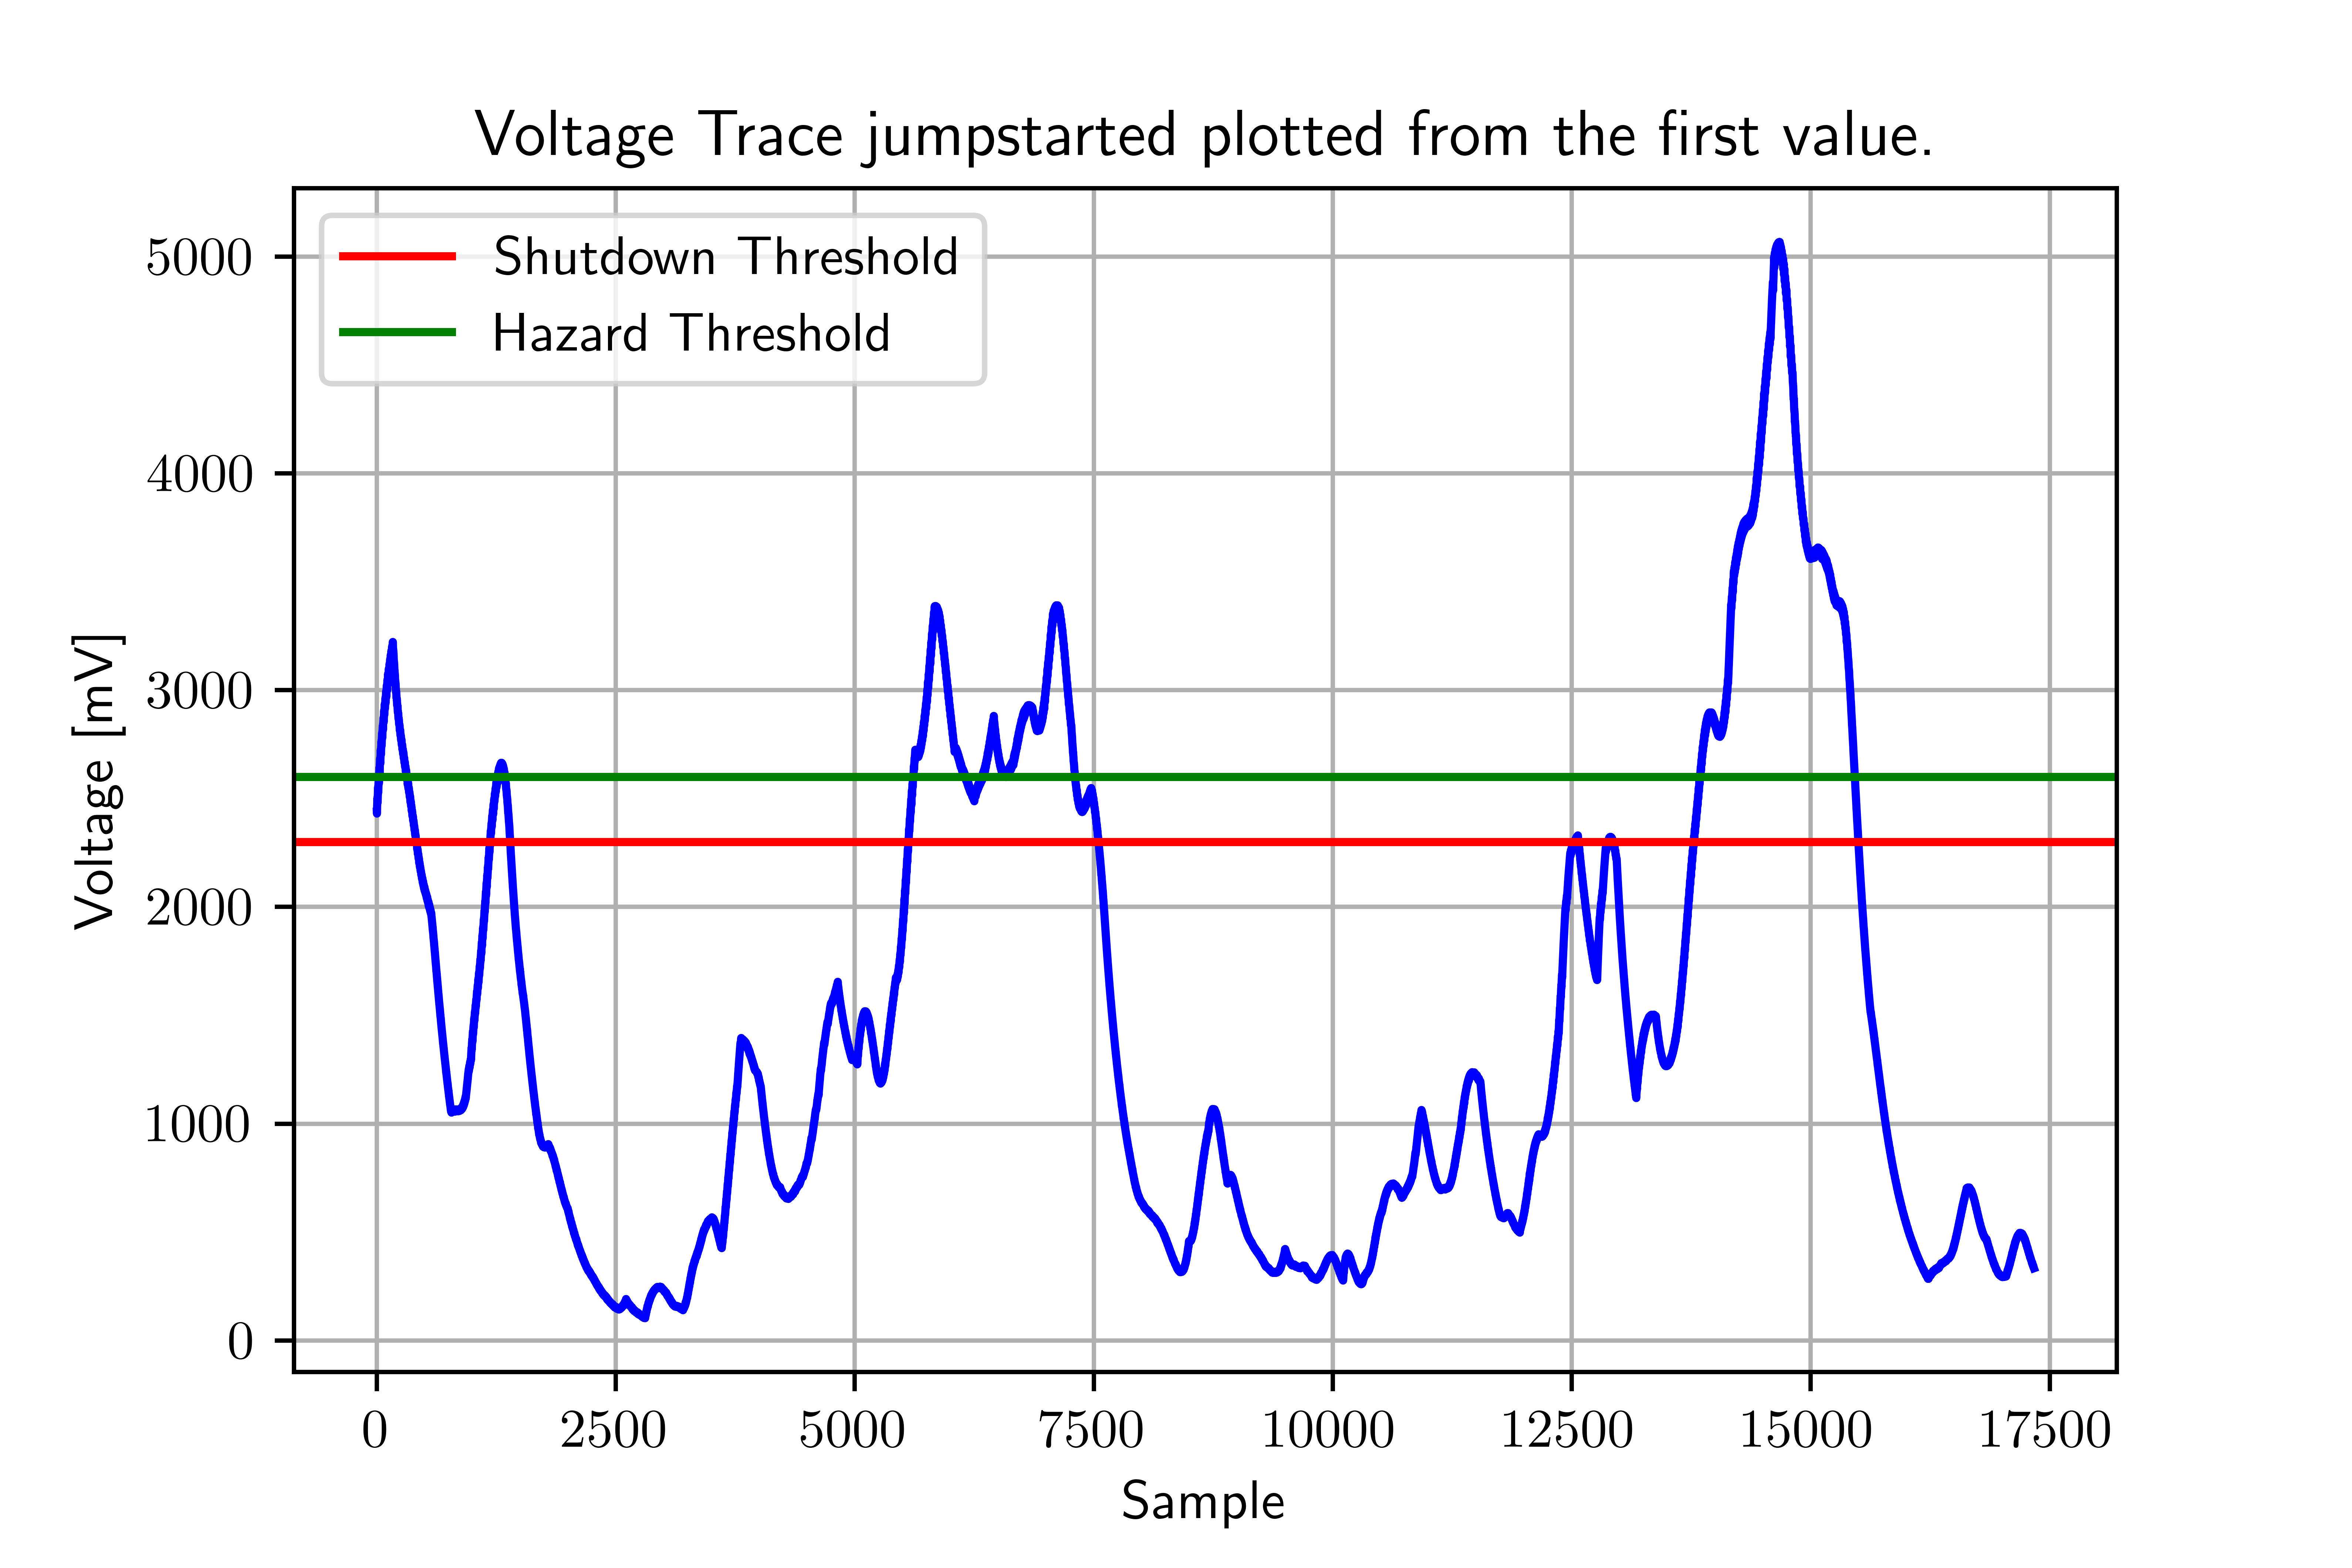 Voltage Trace jumpstarted plotted from the first value.
Shutdown Threshold
Hazard Threshold
5000
4000
3000
2000
1000
0
Voltage [mV]
0 2500 5000 7500 10000 12500 15000 17500
Sample